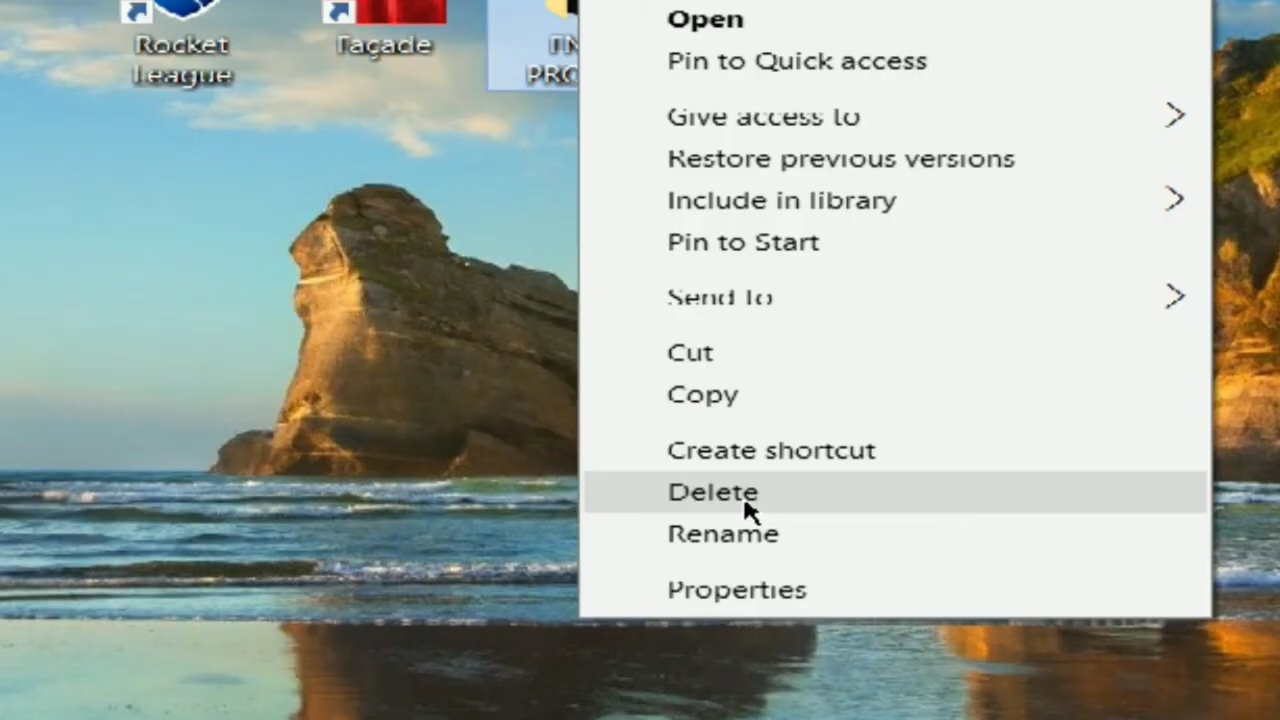 Rocket
League
Façade
PRO
Open
Pin to Quick access
Give access to
Restore previous versions
Include in library
Pin to Start
Send to
Cut
Copy
Create shortcut
Delete
Rename
Properties